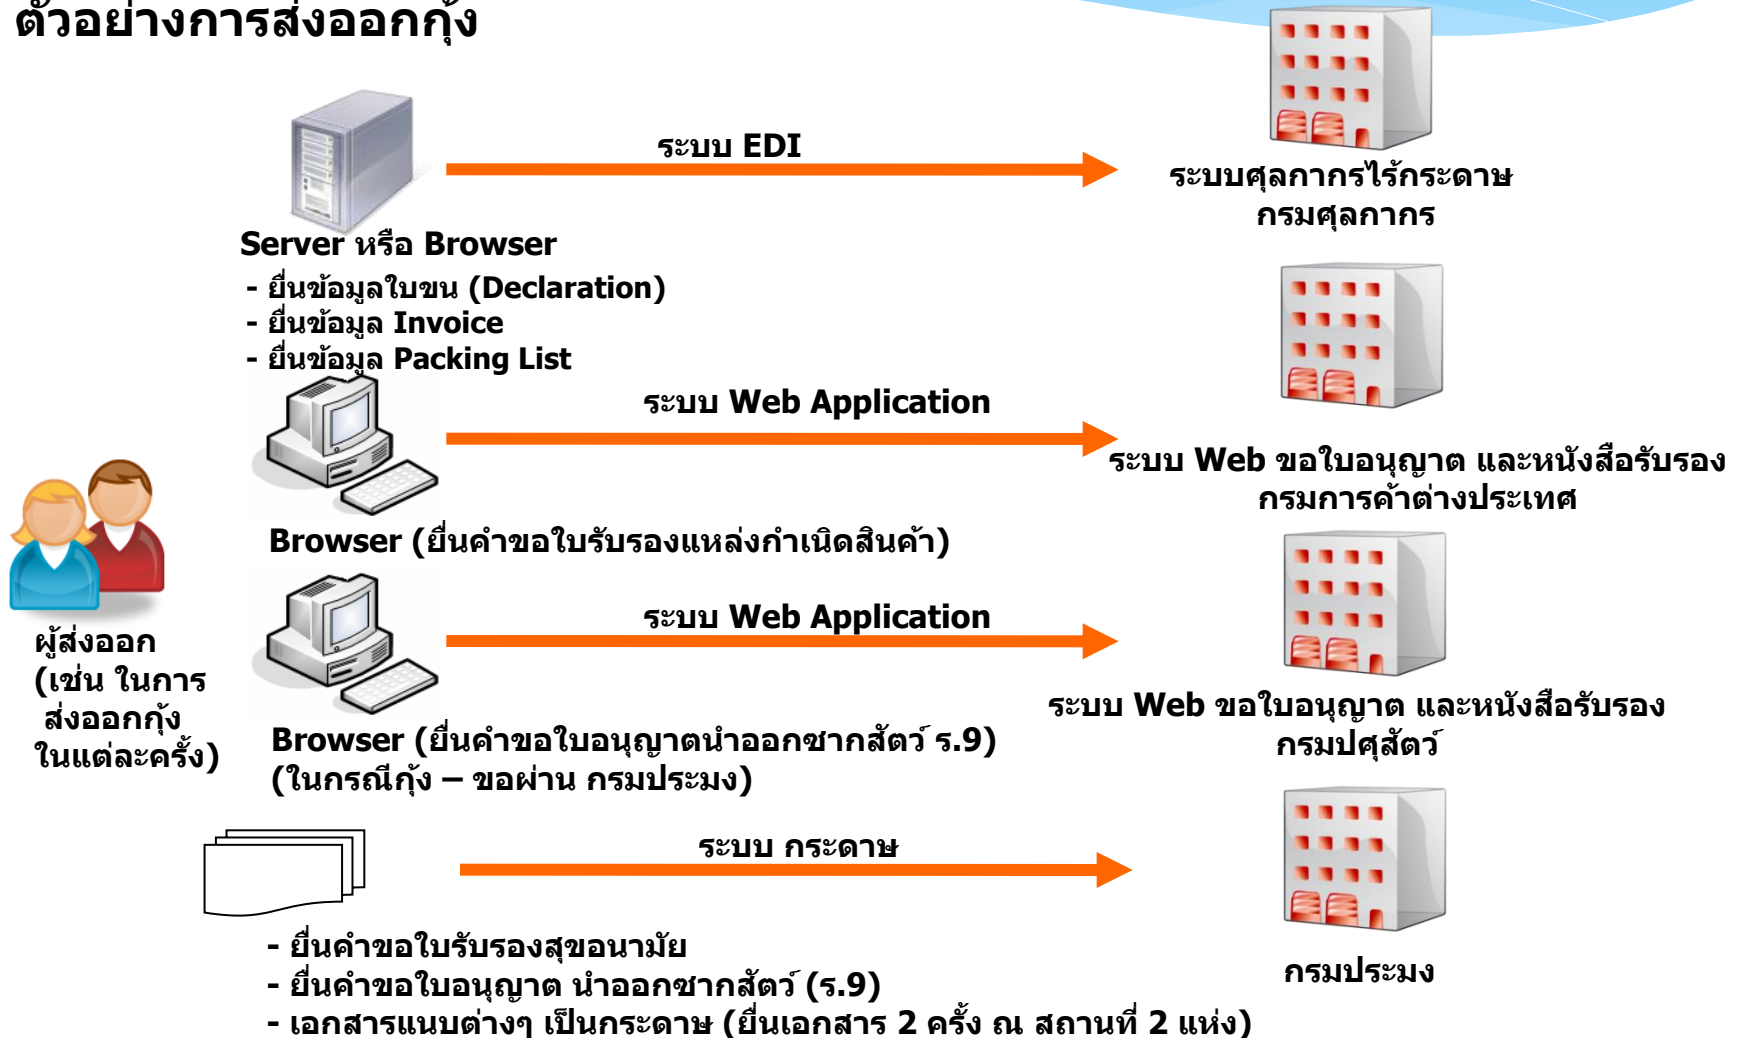 ตัวอย่างการส่งออกกุ้ง
ระบบ EDI
ระบบศุลกากรไร้กระดาษ
กรมศุลกากร
Server หรือ Browser
- ยื่นข้อมูลใบขน (Declaration)
- ยื่นข้อมูล Invoice
- ยื่นข้อมูล Packing List
ระบบ Web Application
ระบบ Web ขอใบอนุญาต และหนังสือรับรอง
กรมการค้าต่างประเทศ
Browser (ยื่นคำขอใบรับรองแหล่งกำเนิดสินค้า)
ระบบ Web Application
ผู้ส่งออก
(เช่น ในการ
ส่งออกกุ้ง
ในแต่ละครั้ง)
ระบบ Web ขอใบอนุญาต และหนังสือรับรอง
กรมปศุสัตว์
Browser (ยื่นคำขอใบอนุญาตนำออกซากสัตว์ ร.9)
(ในกรณีกุ้ง – ขอผ่าน กรมประมง)
ระบบ กระดาษ
- ยื่นคำขอใบรับรองสุขอนามัย
- ยื่นคำขอใบอนุญาต นำออกซากสัตว์ (ร.9)
- เอกสารแนบต่างๆ เป็นกระดาษ (ยื่นเอกสาร 2 ครั้ง ณ สถานที่ 2 แห่ง)
กรมประมง